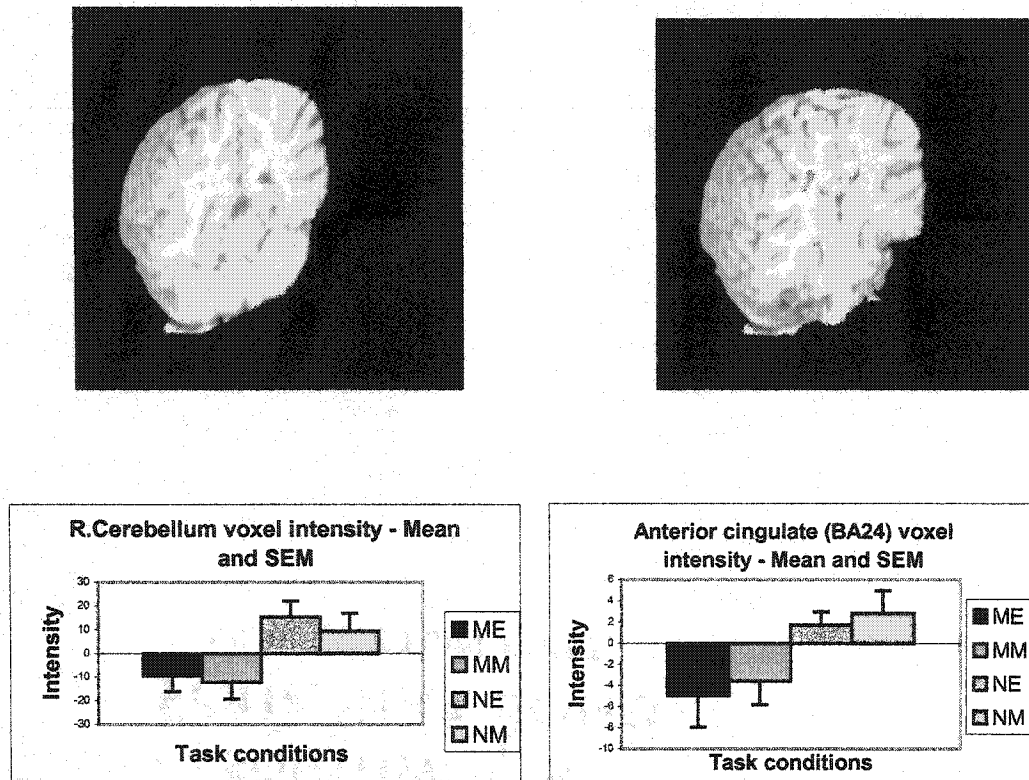 R.Cerebellum voxel intensity - Mean
and SEM
Intensity
30
20
10
0
-10
-20
-30
Task conditions
ME
MM
NE
NM
Anterior cingulate (BA24) voxel
intensity - Mean and SEM
Intensity
6
4
2
0
-2
-4
-6
-8
-10
Task conditions
ME
MM
NE
NM